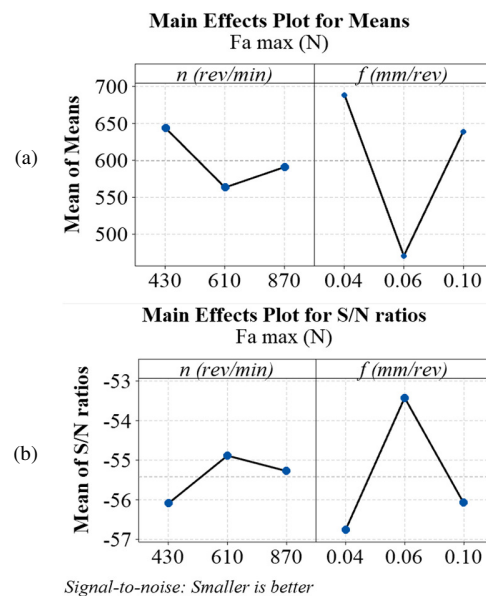 (a)
Main Effects Plot for Means
Fa max (N)
n (rev/min) f (mm/rev)
Mean of Means
700
650
600
550
500
430 610 870 0.04 0.06 0.10
(b)
Main Effects Plot for S/N ratios
Fa max (N)
n (rev/min) f (mm/rev)
Mean of S/N ratios
-53
-54
-55
-56
-57
430 610 870 0.04 0.06 0.10
Signal-to-noise: Smaller is better